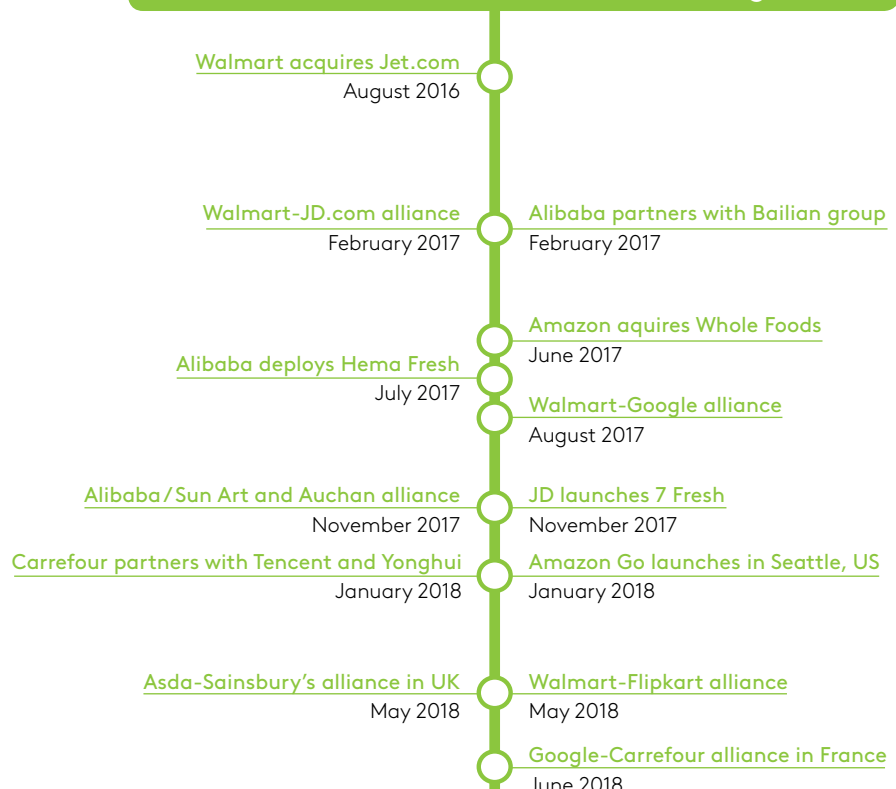 Walmart acquires Jet.com
August 2016
Walmart-JD.com alliance
February 2017
Alibaba partners with Bailian group
February 2017
Amazon aquires Whole Foods
June 2017
Alibaba deploys Hema Fresh
July 2017
Walmart-Google alliance
August 2017
Alibaba/Sun Art and Auchan alliance
November 2017
JD launches 7 Fresh
November 2017
Carrefour partners with Tencent and Yonghui
January 2018
Amazon Go launches in Seattle, US
January 2018
Asda-Sainsbury’s alliance in UK
May 2018
Walmart-Flipkart alliance
May 2018
Google-Carrefour alliance in France
June 2018